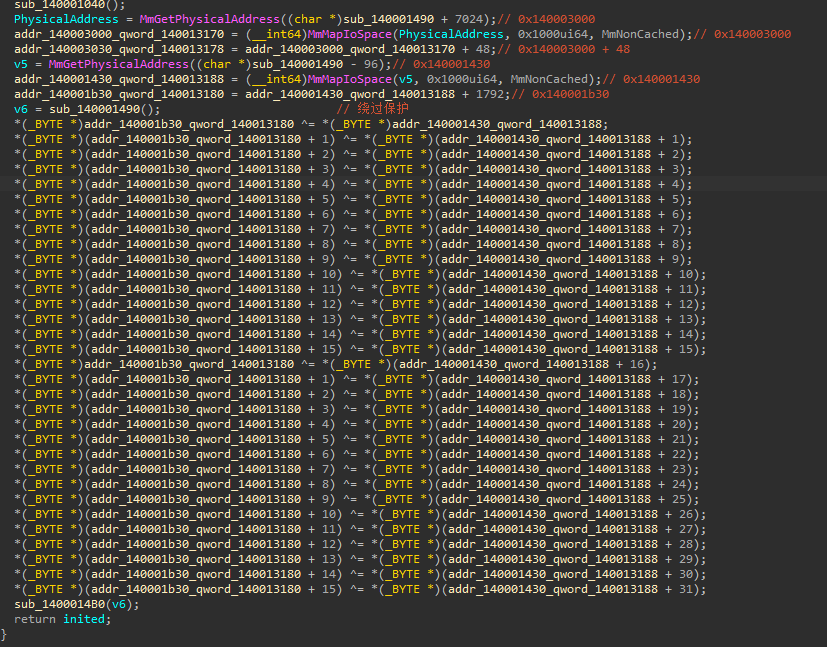 sub_140001040();
PhysicalAddress = MmGetPhysicalAddress((char *)sub_140001490 + 7024);// 0x140003000
addr_140003000_qword_140013170 = (__int64)MmMapIoSpace(PhysicalAddress, 0x1000ui64, MmNonCached);// 0x140003000
addr_140003030_qword_140013178 = addr_140003000_qword_140013170 + 48;// 0x140003000 + 48
v5 = MmGetPhysicalAddress((char *)sub_140001490 - 96);// 0x140001430
addr_140001430_qword_140013188 = (__int64)MmMapIoSpace(v5, 0x1000ui64, MmNonCached);// 0x140001430
addr_140001b30_qword_140013180 = addr_140001430_qword_140013188 + 1792;// 0x140001b30
v6 = sub_140001490(); // 绕过保护
*(_BYTE *)addr_140001b30_qword_140013180 ^= *(_BYTE *)addr_140001430_qword_140013188;
*(_BYTE *)(addr_140001b30_qword_140013180 + 1) ^= *(_BYTE *)(addr_140001430_qword_140013188 + 1);
*(_BYTE *)(addr_140001b30_qword_140013180 + 2) ^= *(_BYTE *)(addr_140001430_qword_140013188 + 2);
*(_BYTE *)(addr_140001b30_qword_140013180 + 3) ^= *(_BYTE *)(addr_140001430_qword_140013188 + 3);
*(_BYTE *)(addr_140001b30_qword_140013180 + 4) ^= *(_BYTE *)(addr_140001430_qword_140013188 + 4);
*(_BYTE *)(addr_140001b30_qword_140013180 + 5) ^= *(_BYTE *)(addr_140001430_qword_140013188 + 5);
*(_BYTE *)(addr_140001b30_qword_140013180 + 6) ^= *(_BYTE *)(addr_140001430_qword_140013188 + 6);
*(_BYTE *)(addr_140001b30_qword_140013180 + 7) ^= *(_BYTE *)(addr_140001430_qword_140013188 + 7);
*(_BYTE *)(addr_140001b30_qword_140013180 + 8) ^= *(_BYTE *)(addr_140001430_qword_140013188 + 8);
*(_BYTE *)(addr_140001b30_qword_140013180 + 9) ^= *(_BYTE *)(addr_140001430_qword_140013188 + 9);
*(_BYTE *)(addr_140001b30_qword_140013180 + 10) ^= *(_BYTE *)(addr_140001430_qword_140013188 + 10);
*(_BYTE *)(addr_140001b30_qword_140013180 + 11) ^= *(_BYTE *)(addr_140001430_qword_140013188 + 11);
*(_BYTE *)(addr_140001b30_qword_140013180 + 12) ^= *(_BYTE *)(addr_140001430_qword_140013188 + 12);
*(_BYTE *)(addr_140001b30_qword_140013180 + 13) ^= *(_BYTE *)(addr_140001430_qword_140013188 + 13);
*(_BYTE *)(addr_140001b30_qword_140013180 + 14) ^= *(_BYTE *)(addr_140001430_qword_140013188 + 14);
*(_BYTE *)(addr_140001b30_qword_140013180 + 15) ^= *(_BYTE *)(addr_140001430_qword_140013188 + 15);
*(_BYTE *)addr_140001b30_qword_140013180 ^= *(_BYTE *)(addr_140001430_qword_140013188 + 16);
*(_BYTE *)(addr_140001b30_qword_140013180 + 1) ^= *(_BYTE *)(addr_140001430_qword_140013188 + 17);
*(_BYTE *)(addr_140001b30_qword_140013180 + 2) ^= *(_BYTE *)(addr_140001430_qword_140013188 + 18);
*(_BYTE *)(addr_140001b30_qword_140013180 + 3) ^= *(_BYTE *)(addr_140001430_qword_140013188 + 19);
*(_BYTE *)(addr_140001b30_qword_140013180 + 4) ^= *(_BYTE *)(addr_140001430_qword_140013188 + 20);
*(_BYTE *)(addr_140001b30_qword_140013180 + 5) ^= *(_BYTE *)(addr_140001430_qword_140013188 + 21);
*(_BYTE *)(addr_140001b30_qword_140013180 + 6) ^= *(_BYTE *)(addr_140001430_qword_140013188 + 22);
*(_BYTE *)(addr_140001b30_qword_140013180 + 7) ^= *(_BYTE *)(addr_140001430_qword_140013188 + 23);
*(_BYTE *)(addr_140001b30_qword_140013180 + 8) ^= *(_BYTE *)(addr_140001430_qword_140013188 + 24);
*(_BYTE *)(addr_140001b30_qword_140013180 + 9) ^= *(_BYTE *)(addr_140001430_qword_140013188 + 25);
*(_BYTE *)(addr_140001b30_qword_140013180 + 10) ^= *(_BYTE *)(addr_140001430_qword_140013188 + 26);
*(_BYTE *)(addr_140001b30_qword_140013180 + 11) ^= *(_BYTE *)(addr_140001430_qword_140013188 + 27);
*(_BYTE *)(addr_140001b30_qword_140013180 + 12) ^= *(_BYTE *)(addr_140001430_qword_140013188 + 28);
*(_BYTE *)(addr_140001b30_qword_140013180 + 13) ^= *(_BYTE *)(addr_140001430_qword_140013188 + 29);
*(_BYTE *)(addr_140001b30_qword_140013180 + 14) ^= *(_BYTE *)(addr_140001430_qword_140013188 + 30);
*(_BYTE *)(addr_140001b30_qword_140013180 + 15) ^= *(_BYTE *)(addr_140001430_qword_140013188 + 31);
sub_1400014B0(v6);
return inited;
}